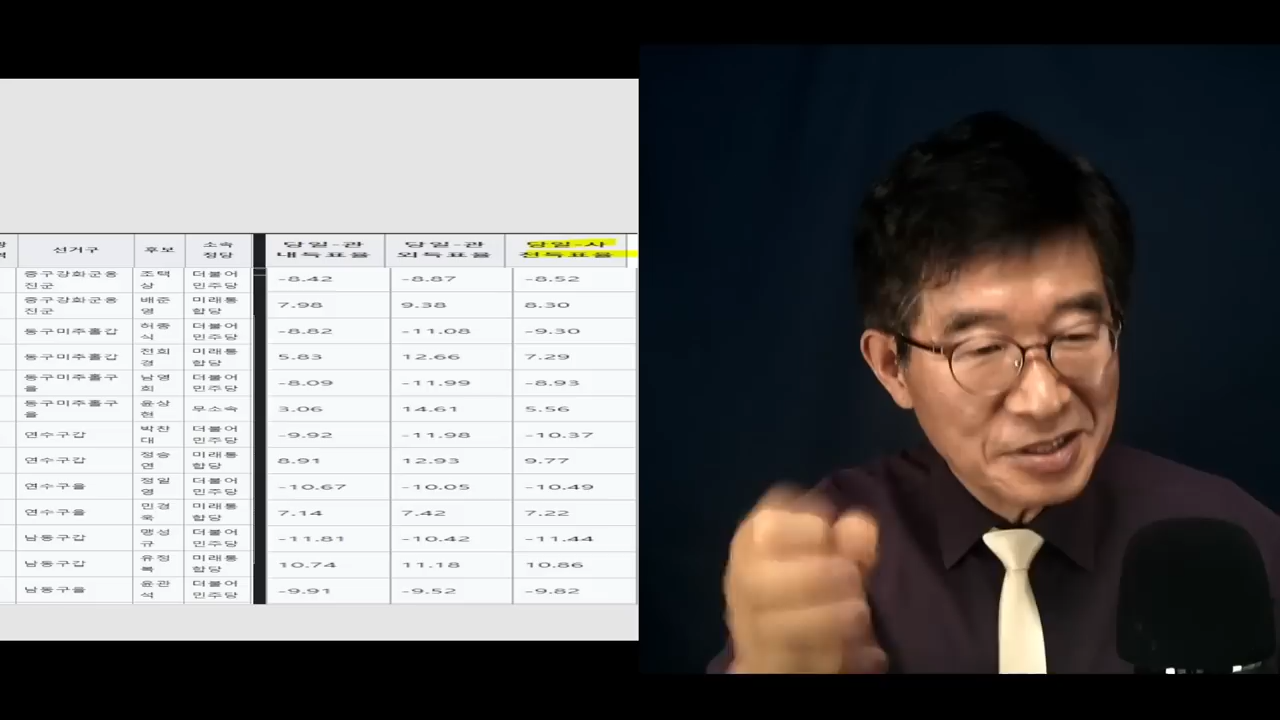 선거구 후보 소속 정당 당일-관내득표율 당일-관외득표율 당일-사전득표율
중구강화군옹진군 조택상 더불어민주당 -8.42 -8.87 -8.52
중구강화군옹진군 배준영 미래통합당 7.98 9.38 8.30
동구미추홀갑 허종식 더불어민주당 -8.82 -11.08 -9.30
동구미추홀갑 전희경 미래통합당 5.83 12.66 7.29
동구미추홀구을 남영희 더불어민주당 -8.09 -11.99 -8.93
동구미추홀구을 윤상현 무소속 3.06 14.61 5.56
연수구갑 박찬대 더불어민주당 -9.92 -11.98 -10.37
연수구갑 정승연 미래통합당 8.91 12.93 9.77
연수구을 정일영 더불어민주당 -10.67 -10.05 -10.49
연수구을 민경욱 미래통합당 7.14 7.42 7.22
남동구갑 맹성규 더불어민주당 -11.81 -10.42 -11.44
남동구갑 유정복 미래통합당 10.74 11.18 10.86
남동구을 윤관석 더불어민주당 -9.91 -9.52 -9.82